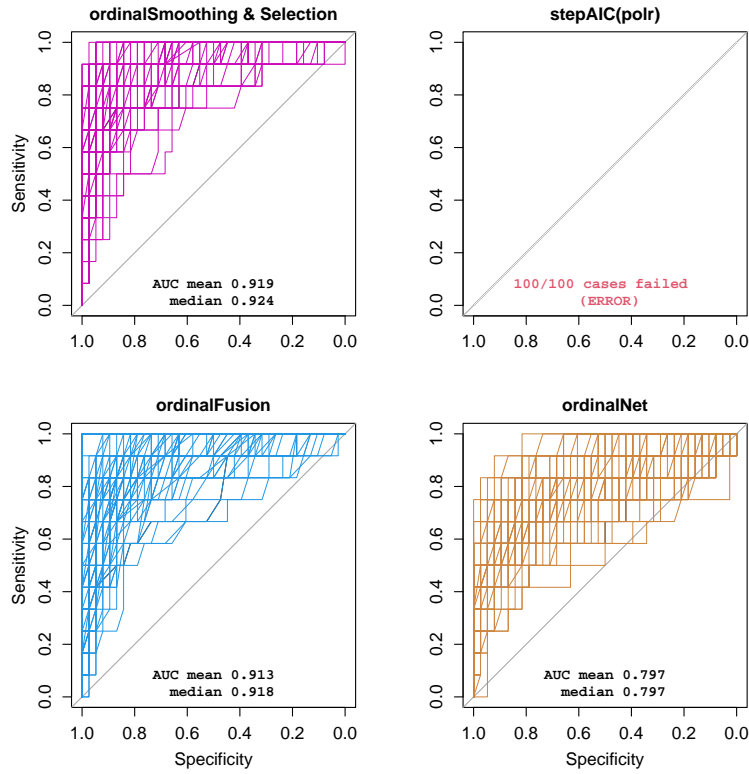 ordinalSmoothing & Selection
Sensitivity
1.0
0.8
0.6
0.4
0.2
0.0
AUC mean 0.919
median 0.924
1.0 0.8 0.6 0.4 0.2 0.0
stepAIC(polr)
1.0
0.8
0.6
0.4
0.2
0.0
100/100 cases failed
(ERROR)
1.0 0.8 0.6 0.4 0.2 0.0
ordinalFusion
Sensitivity
1.0
0.8
0.6
0.4
0.2
0.0
AUC mean 0.913
median 0.918
1.0 0.8 0.6 0.4 0.2 0.0
Specificity
ordinalNet
1.0
0.8
0.6
0.4
0.2
0.0
AUC mean 0.797
median 0.797
1.0 0.8 0.6 0.4 0.2 0.0
Specificity